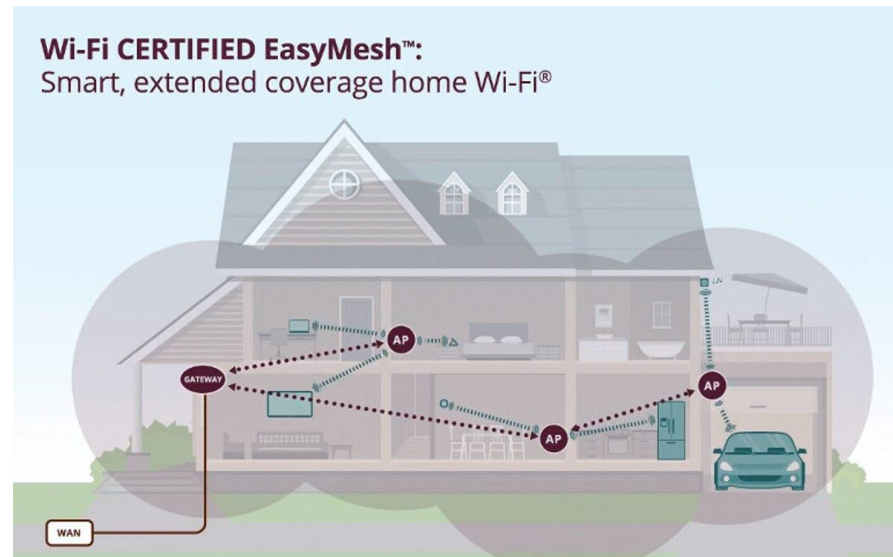 Wi-Fi CERTIFIED EasyMesh™:
Smart, extended coverage home Wi-Fi®
AP
GATEWAY
AP
AP
WAN